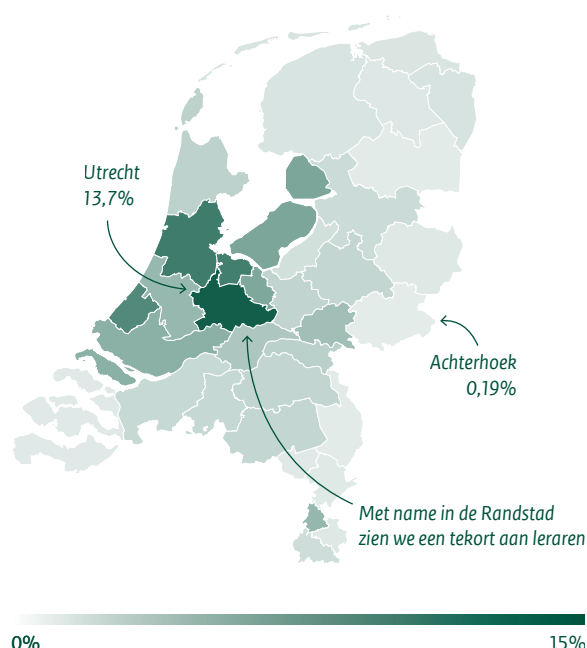 Utrecht
13,7%
Achterhoek
0,19%
Met name in de Randstad
zien we een tekort aan leraren
0%
15%